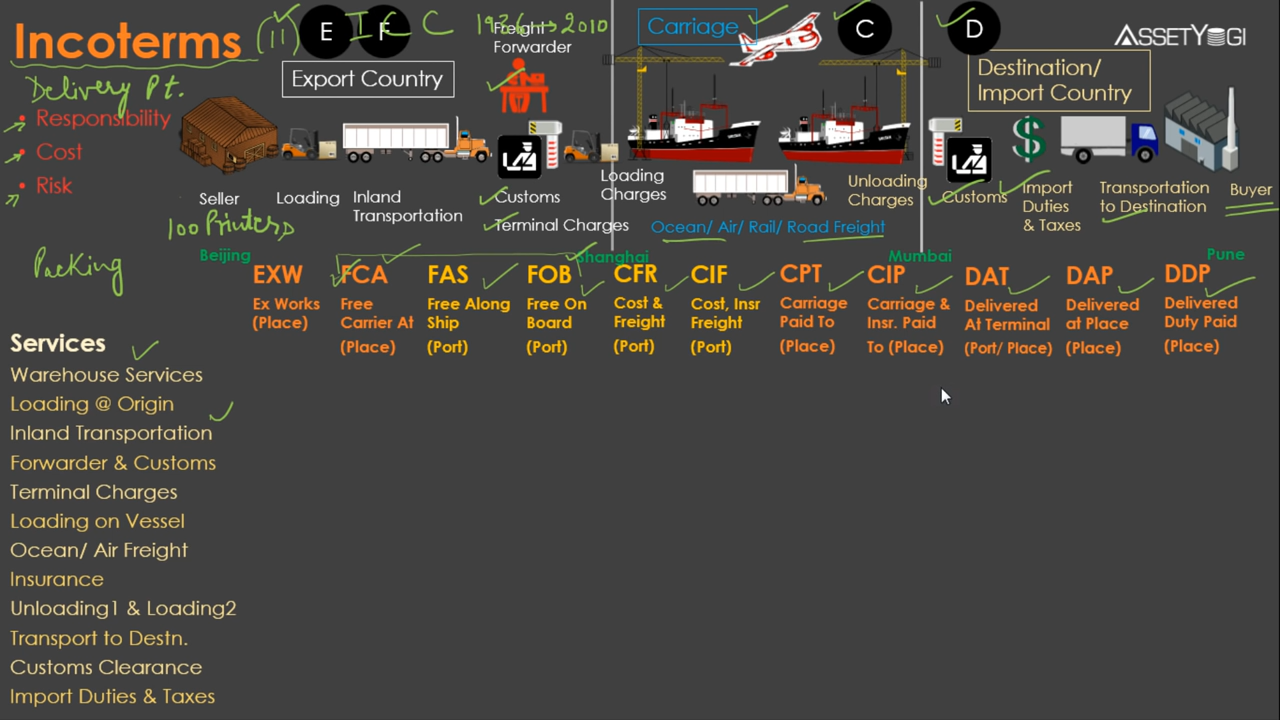 Incoterms (11) E F I C C 1936 → 2010
Freight
Forwarder
Carriage
C
D
ASSETYOGI
Export Country
Destination/
Import Country
Delivery Pt.
• Responsibility
• Cost
• Risk
Seller
Loading
Inland
Transportation
Customs
Terminal Charges
Loading
Charges
Unloading
Charges
Ocean/ Air/ Rail/ Road Freight
Customs
$
Import
Duties
& Taxes
Transportation
to Destination
Buyer
100 Printers
Packing
Beijing
Shanghai
Mumbai
Pune
EXW
Ex Works
(Place)
FCA
Free
Carrier At
(Place)
FAS
Free Along
Ship
(Port)
FOB
Free On
Board
(Port)
CFR
Cost &
Freight
(Port)
CIF
Cost, Insr
Freight
(Port)
CPT
Carriage
Paid To
(Place)
CIP
Carriage &
Insr. Paid
To (Place)
DAT
Delivered
At Terminal
(Port/ Place)
DAP
Delivered
at Place
(Place)
DDP
Delivered
Duty Paid
(Place)
Services
Warehouse Services
Loading @ Origin
Inland Transportation
Forwarder & Customs
Terminal Charges
Loading on Vessel
Ocean/ Air Freight
Insurance
Unloading1 & Loading2
Transport to Destn.
Customs Clearance
Import Duties & Taxes